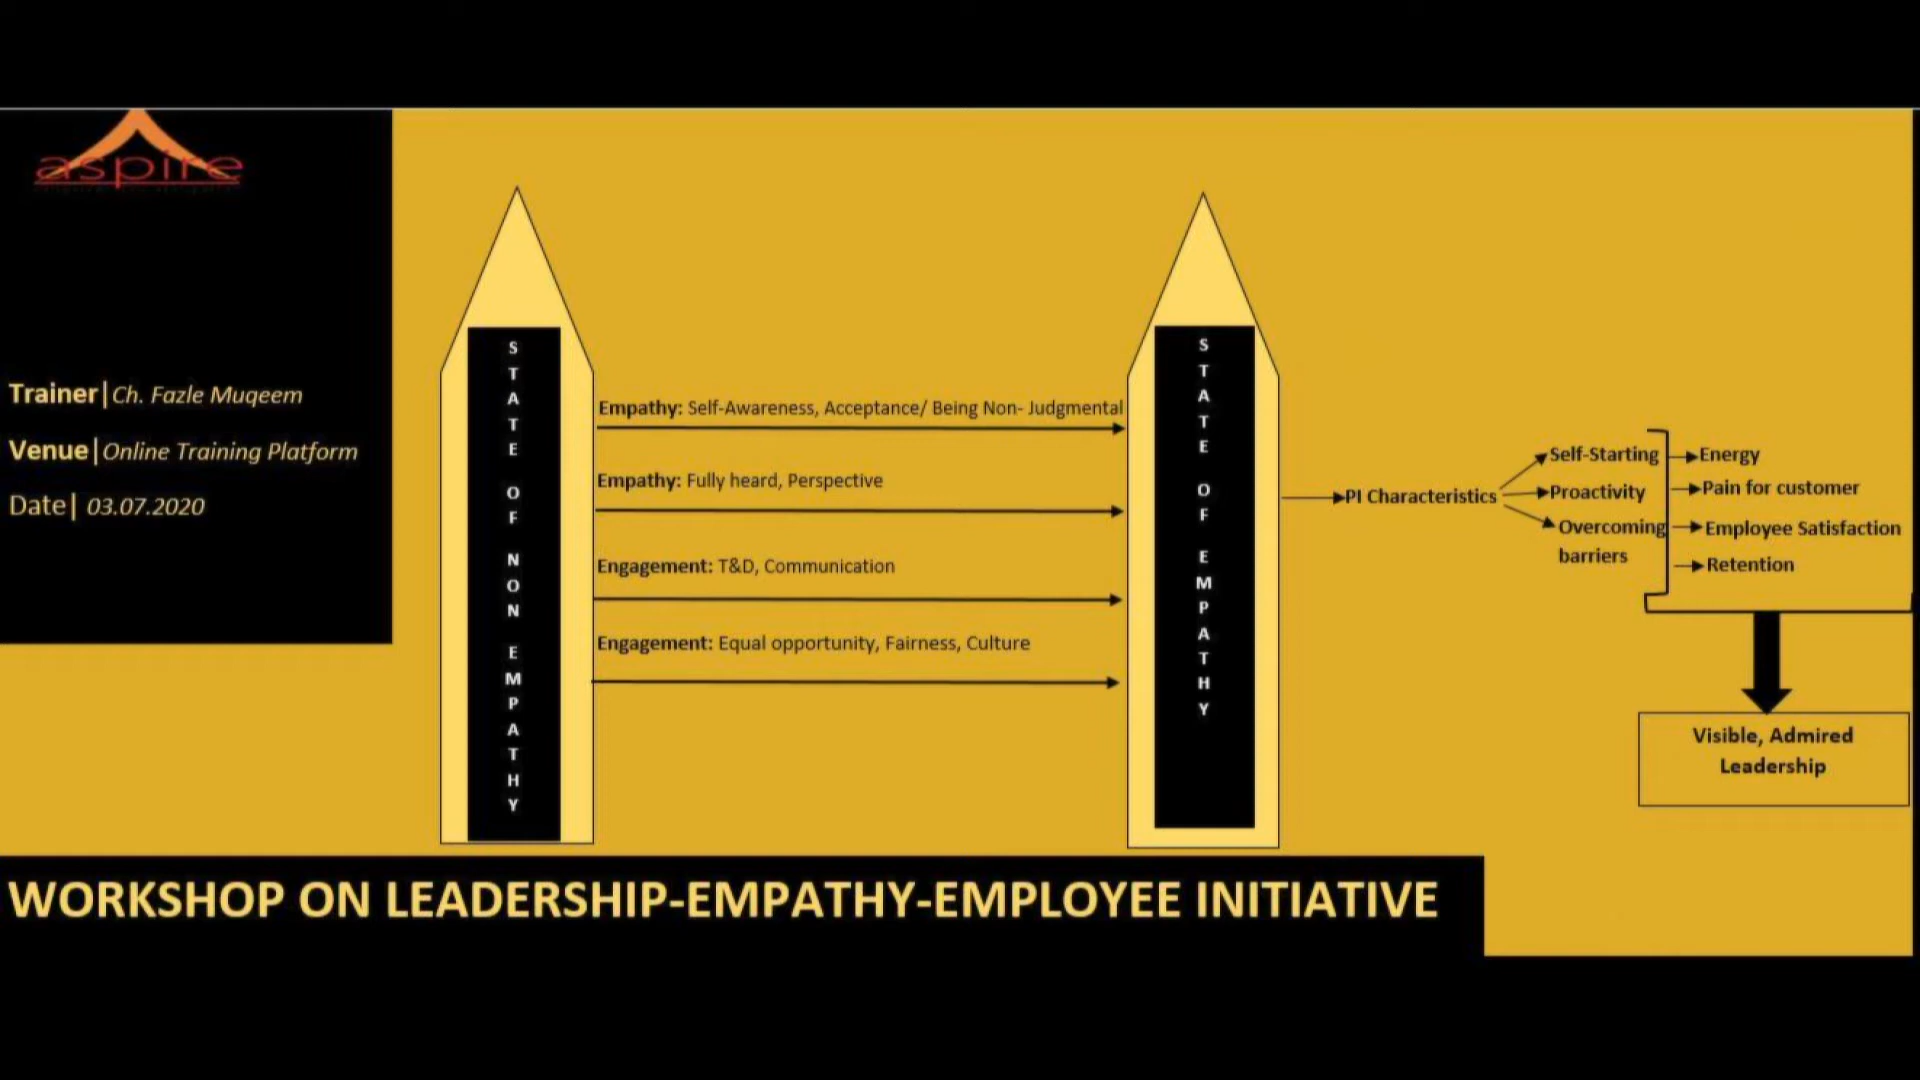 aspire
Trainer| Ch. Fazle Muqeem
Venue| Online Training Platform
Date| 03.07.2020
STATE OF NON EMPATHY
Empathy: Self-Awareness, Acceptance/ Being Non- Judgmental
Empathy: Fully heard, Perspective
Engagement: T&D, Communication
Engagement: Equal opportunity, Fairness, Culture
STATE OF EMPATHY
PI Characteristics
Self-Starting
Proactivity
Overcoming
barriers
Energy
Pain for customer
Employee Satisfaction
Retention
Visible, Admired
Leadership
WORKSHOP ON LEADERSHIP-EMPATHY-EMPLOYEE INITIATIVE